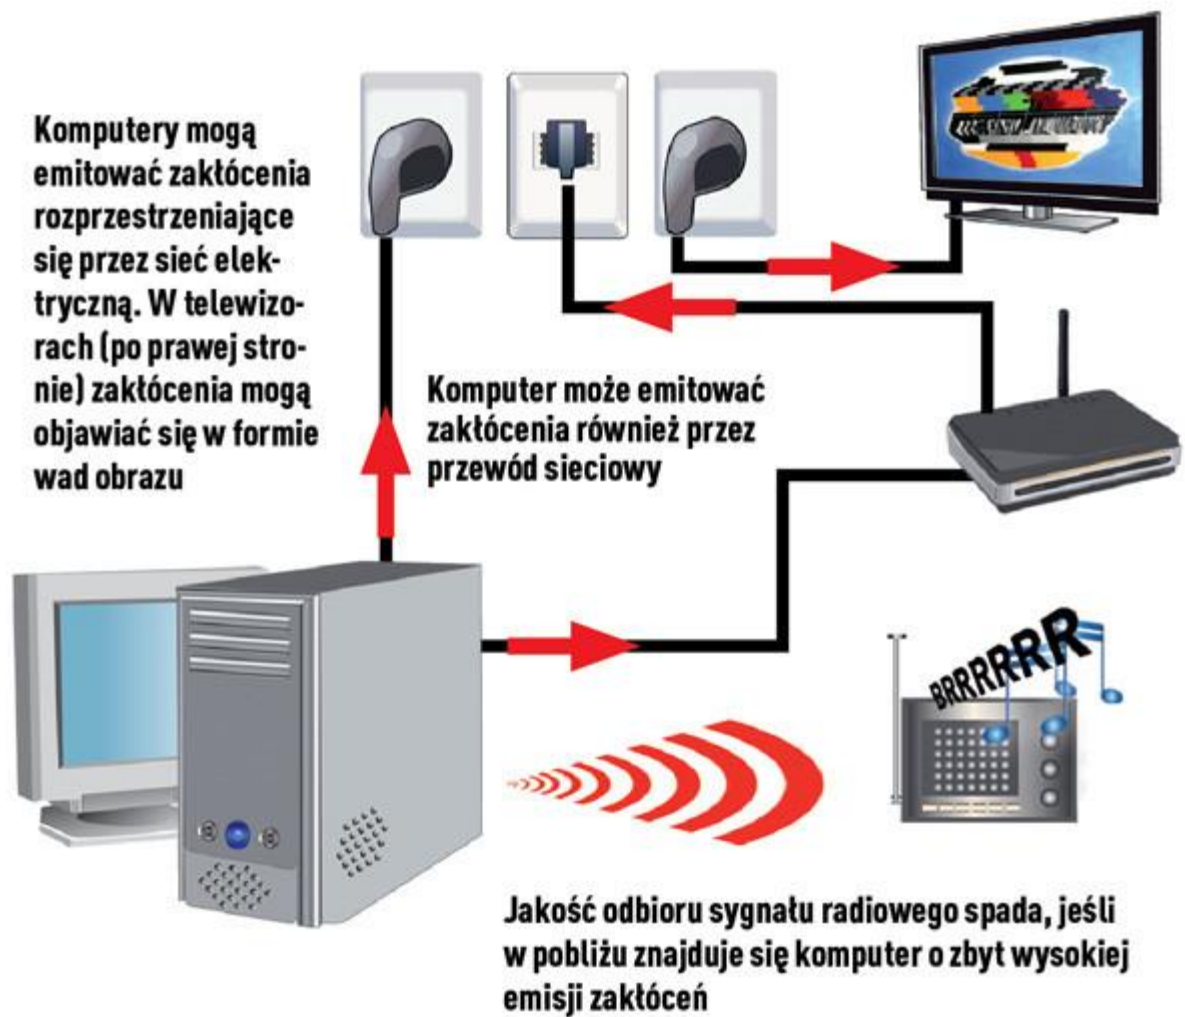 Komputery mogą
emitować zakłócenia
rozprzestrzeniające
się przez sieć elek-
tryczną. W telewizo-
rach (po prawej stro-
nie) zakłócenia mogą
objawiać się w formie
wad obrazu
Komputer może emitować
zakłócenia również przez
przewód sieciowy
BRRRRRRR
Jakość odbioru sygnału radiowego spada, jeśli
w pobliżu znajduje się komputer o zbyt wysokiej
emisji zakłóceń